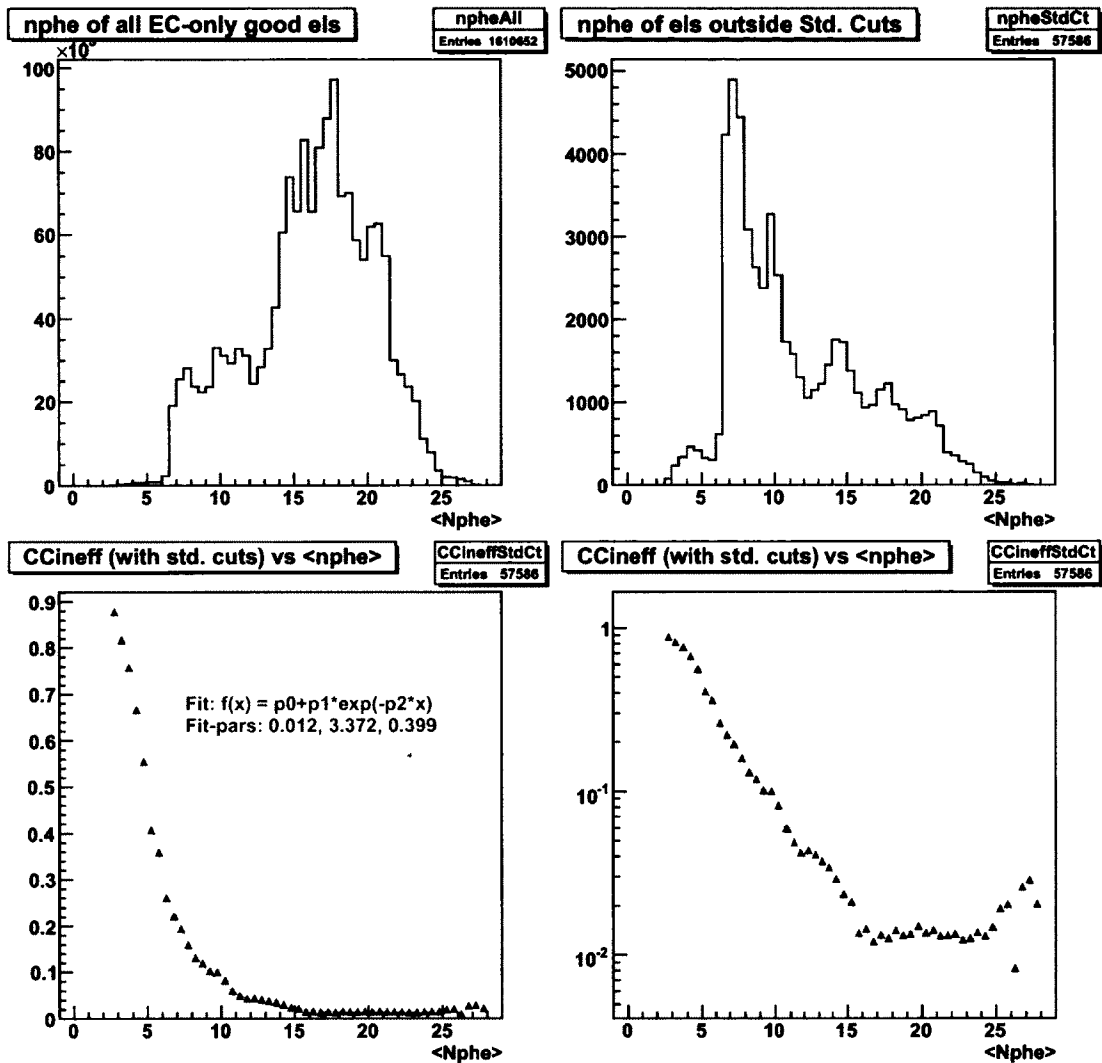 nphe of all EC-only good els
npheAll
Entries 1610652
×10³
100
80
60
40
20
0
0 5 10 15 20 25
<Nphe>
nphe of els outside Std. Cuts
npheStdCt
Entries 57586
5000
4000
3000
2000
1000
0
0 5 10 15 20 25
<Nphe>
CCineff (with std. cuts) vs <nphe>
CCineffStdCt
Entries 57586
0.9
0.8
0.7
0.6
0.5
0.4
0.3
0.2
0.1
0
Fit: f(x) = p0+p1*exp(-p2*x)
Fit-pars: 0.012, 3.372, 0.399
0 5 10 15 20 25
<Nphe>
CCineff (with std. cuts) vs <nphe>
CCineffStdCt
Entries 57586
1
10⁻¹
10⁻²
0 5 10 15 20 25
<Nphe>